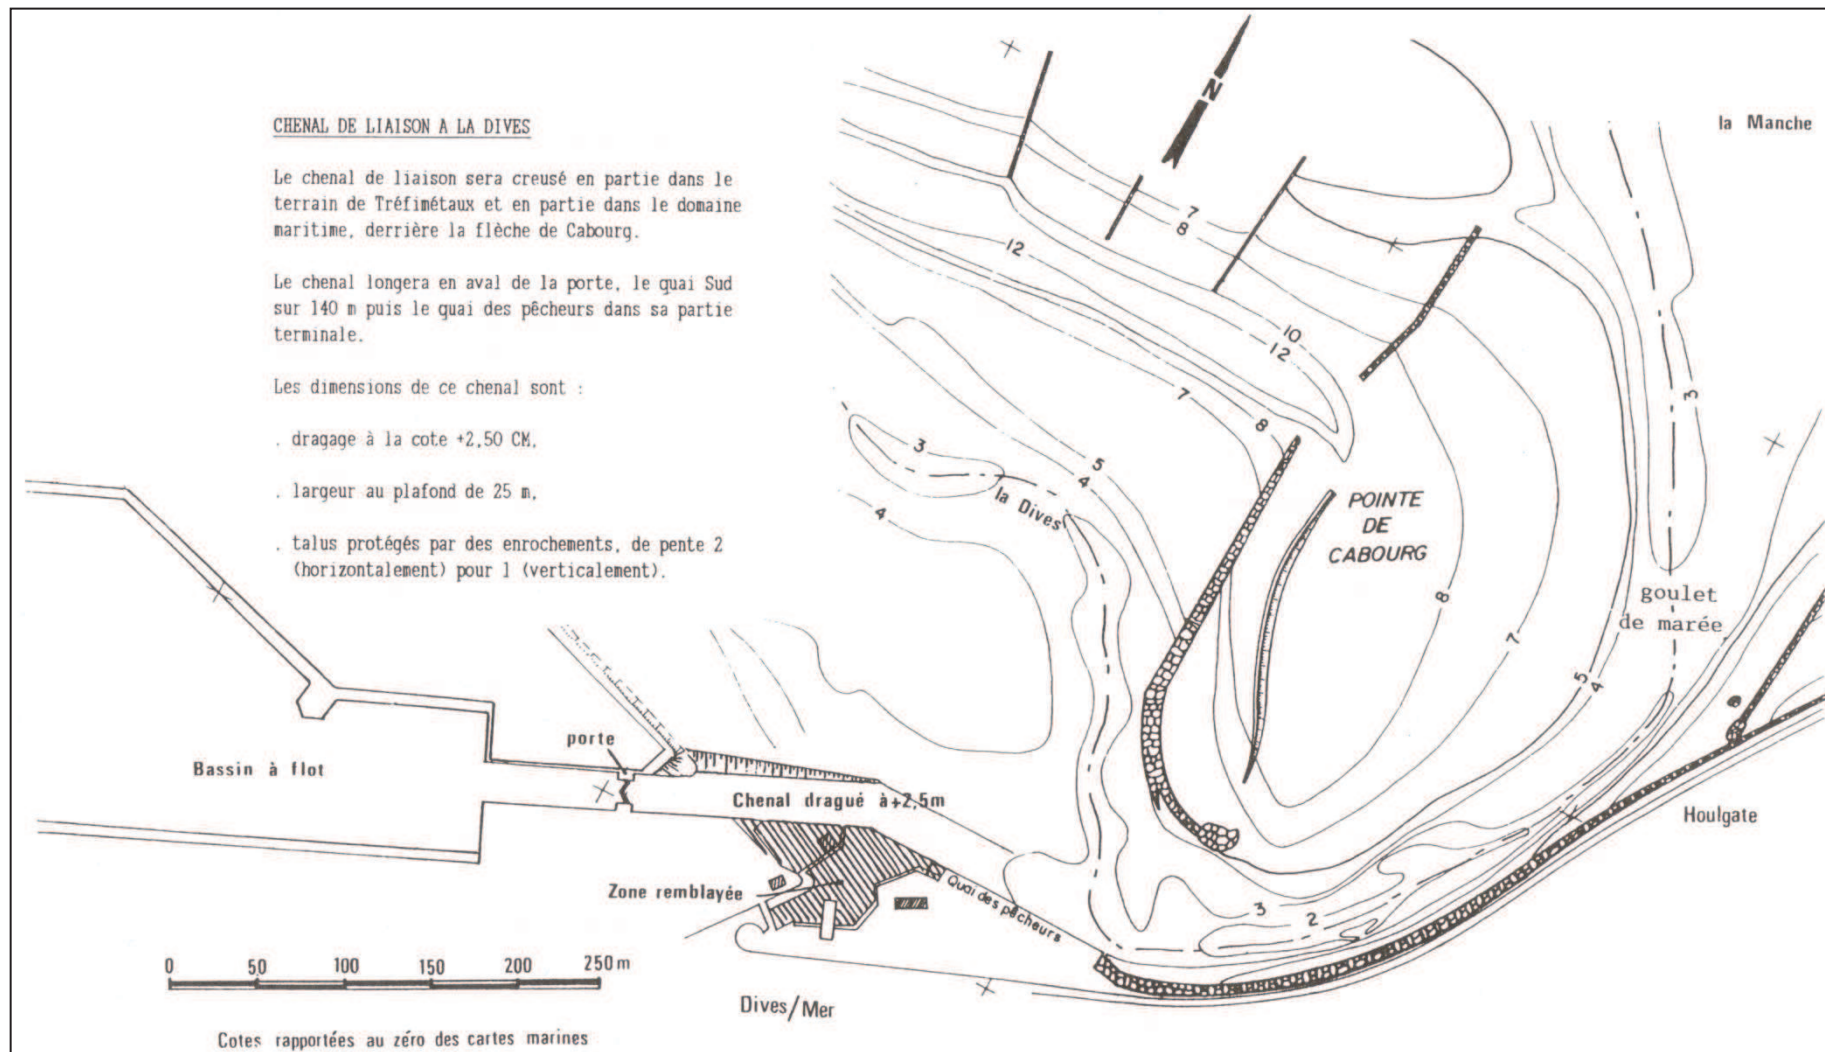 CHENAL DE LIAISON A LA DIVES
Le chenal de liaison sera creusé en partie dans le
terrain de Tréfimétaux et en partie dans le domaine
maritime, derrière la flèche de Cabourg.
Le chenal longera en aval de la porte, le quai Sud
sur 140 m puis le quai des pêcheurs dans sa partie
terminale.
Les dimensions de ce chenal sont :
. dragage à la cote +2,50 CM,
. largeur au plafond de 25 m,
. talus protégés par des enrochements, de pente 2
(horizontalement) pour 1 (verticalement).
N
la Manche
7
8
12
10
12
7
8
3
5
4
3
la Dives
4
POINTE
DE
CABOURG
8
7
5
4
goulet
de marée
porte
Bassin à flot
Chenal dragué à+2,5m
Houlgate
Zone remblayée
Quai des pêcheurs
3
2
0 50 100 150 200 250 m
Dives/Mer
Cotes rapportées au zéro des cartes marines